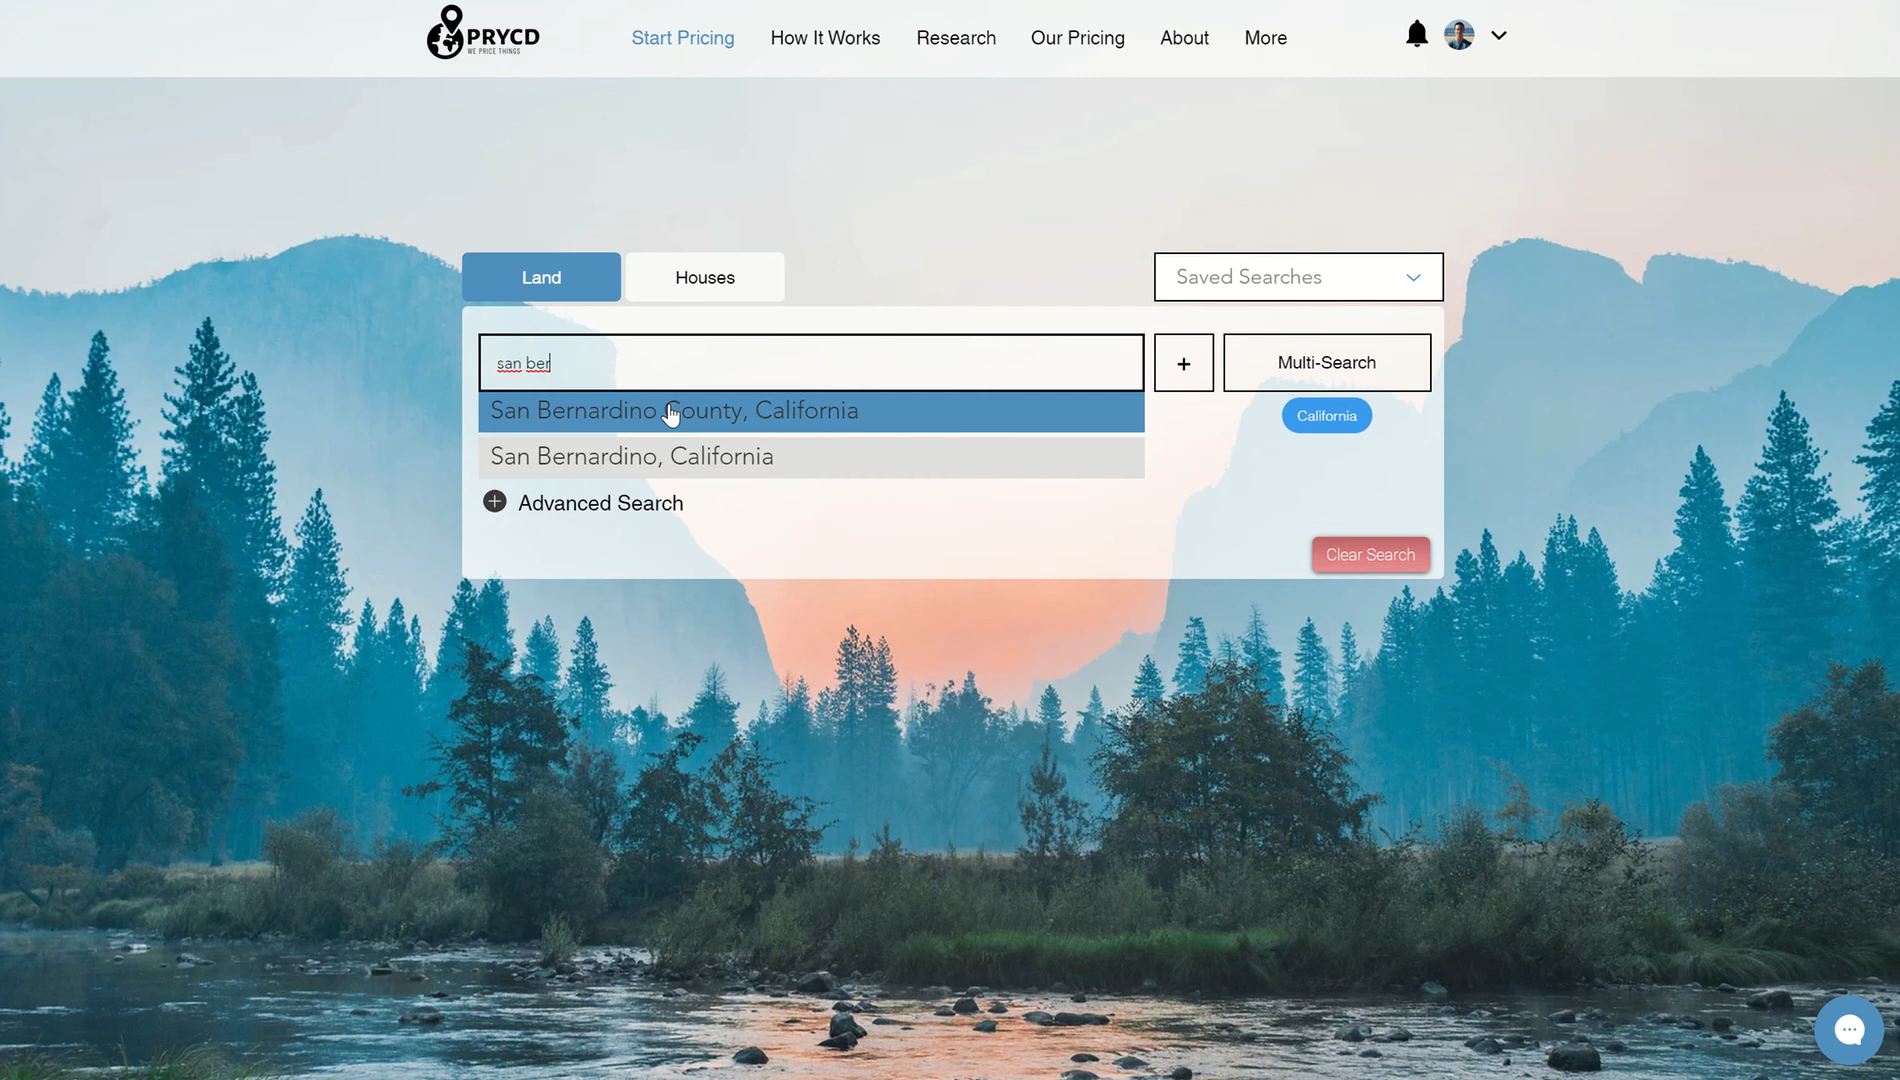 PRYCD
WE PRICE THINGS
Start Pricing
How It Works
Research
Our Pricing
About
More
Land
Houses
Saved Searches
san ber
+
Multi-Search
San Bernardino County, California
California
San Bernardino, California
Advanced Search
Clear Search